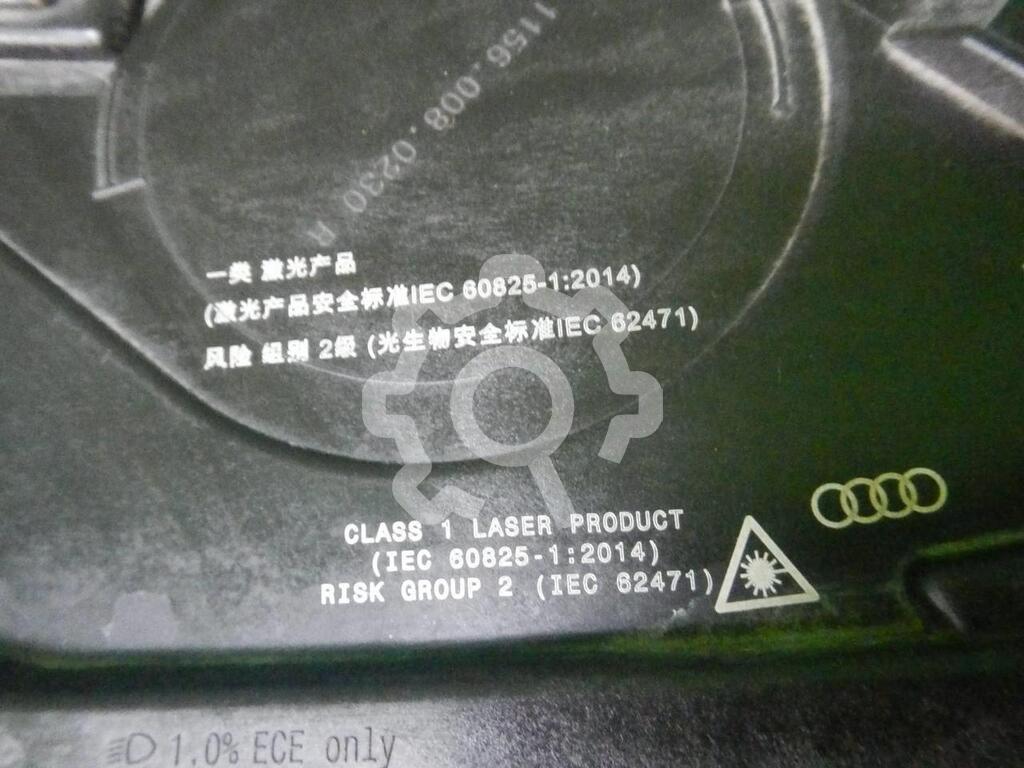 1156.008.0230 A
一类 激光产品
(激光产品安全标准IEC 60825-1:2014)
风险 组别 2级 (光生物安全标准IEC 62471)
CLASS 1 LASER PRODUCT
(IEC 60825-1:2014)
RISK GROUP 2 (IEC 62471)
1.0% ECE only